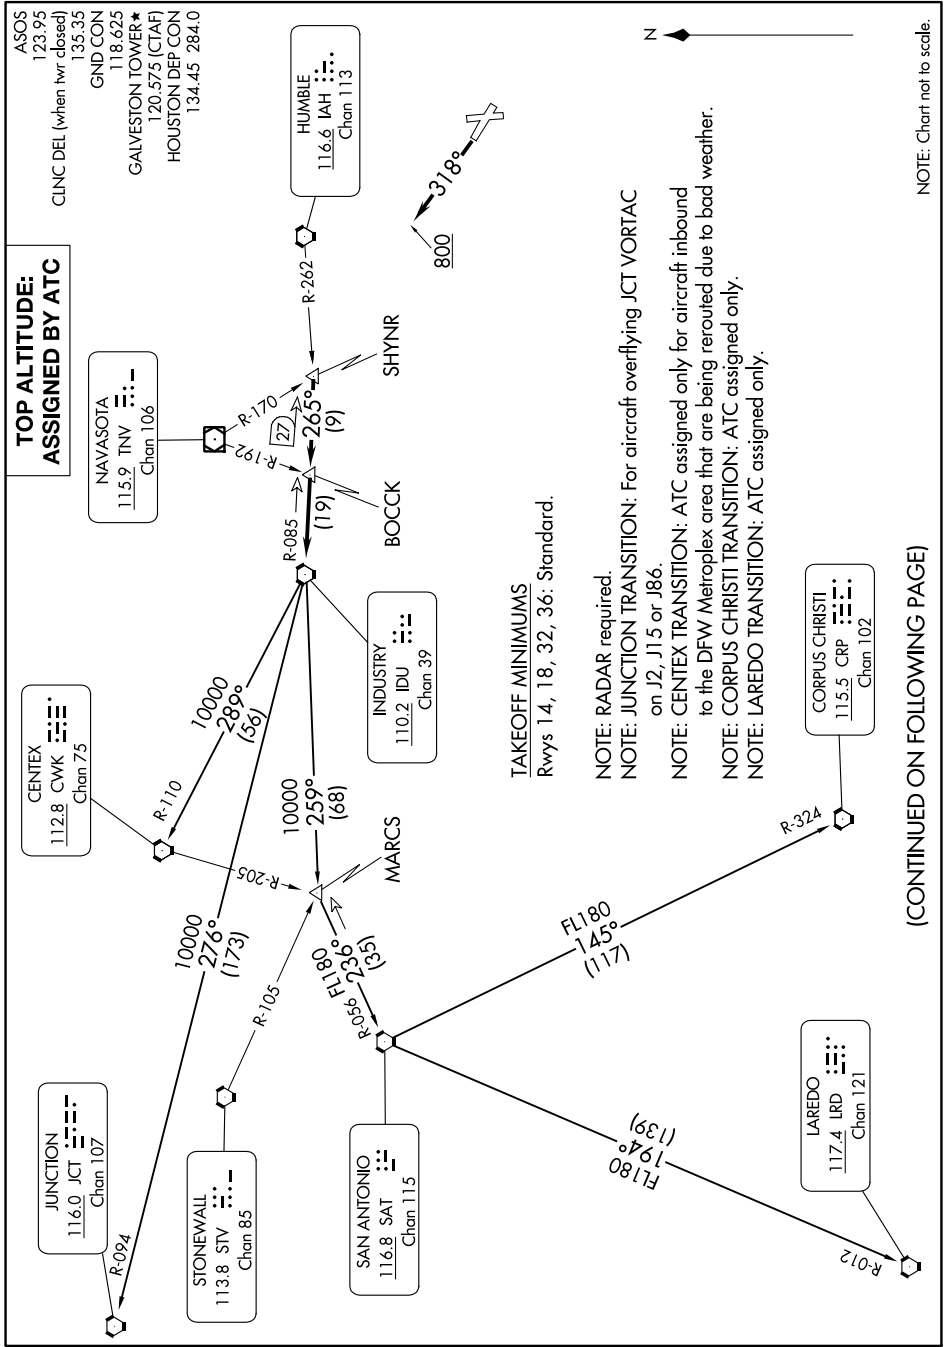 ASOS
123.95
CLNC DEL (when twr closed)
135.35
GND CON
118.625
GALVESTON TOWER★
120.575 (CTAF)
HOUSTON DEP CON
134.45 284.0
TOP ALTITUDE:
ASSIGNED BY ATC
HUMBLE
116.6 IAH
Chan 113
NAVASOTA
115.9 TNV
Chan 106
R-262
R-170
R-192
27
265°
(9)
SHYNR
BOCCK
R-085
(19)
318°
800
N
INDUSTRY
110.2 IDU
Chan 39
CENTEX
112.8 CWK
Chan 75
10000
289°
(56)
R-110
10000
259°
(68)
R-205
MARCS
10000
276°
(173)
R-105
FL180
236°
(35)
R-056
JUNCTION
116.0 JCT
Chan 107
R-094
STONEWALL
113.8 STV
Chan 85
SAN ANTONIO
116.8 SAT
Chan 115
FL180
145°
(117)
R-324
CORPUS CHRISTI
115.5 CRP
Chan 102
FL180
194°
(139)
R-012
LAREDO
117.4 LRD
Chan 121
TAKEOFF MINIMUMS
Rwys 14, 18, 32, 36: Standard.
NOTE: RADAR required.
NOTE: JUNCTION TRANSITION: For aircraft overflying JCT VORTAC
on J2, J15 or J86.
NOTE: CENTEX TRANSITION: ATC assigned only for aircraft inbound
to the DFW Metroplex area that are being rerouted due to bad weather.
NOTE: CORPUS CHRISTI TRANSITION: ATC assigned only.
NOTE: LAREDO TRANSITION: ATC assigned only.
(CONTINUED ON FOLLOWING PAGE)
NOTE: Chart not to scale.